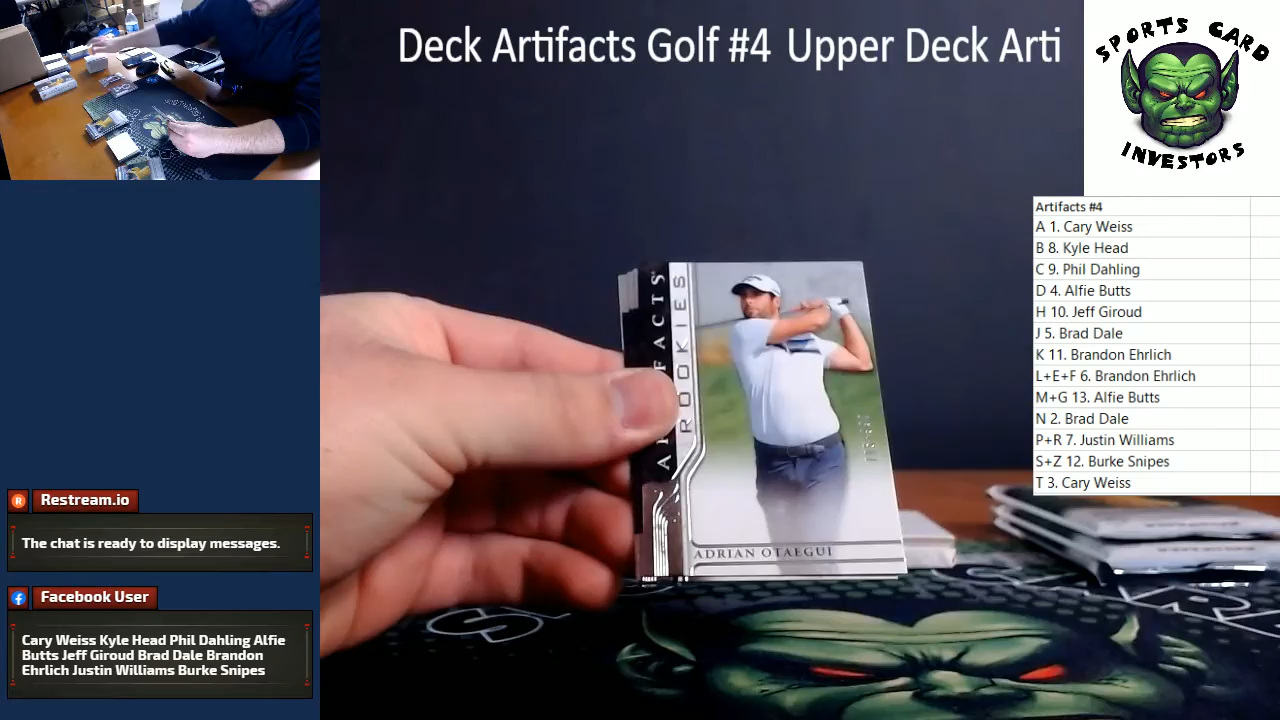 Deck Artifacts Golf #4 Upper Deck Arti
SPORTS CARD
INVESTORS
Artifacts #4
A 1. Cary Weiss
B 8. Kyle Head
C 9. Phil Dahling
D 4. Alfie Butts
H 10. Jeff Giroud
J 5. Brad Dale
K 11. Brandon Ehrlich
L+E+F 6. Brandon Ehrlich
M+G 13. Alfie Butts
N 2. Brad Dale
P+R 7. Justin Williams
S+Z 12. Burke Snipes
T 3. Cary Weiss
ROOKIES
ADRIAN OTAEGUI
Restream.io
The chat is ready to display messages.
Facebook User
Cary Weiss Kyle Head Phil Dahling Alfie
Butts Jeff Giroud Brad Dale Brandon
Ehrlich Justin Williams Burke Snipes